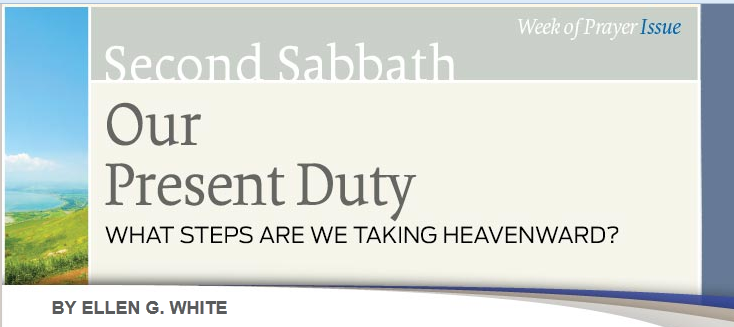 Week of Prayer Issue
Second Sabbath
Our
Present Duty
WHAT STEPS ARE WE TAKING HEAVENWARD?
BY ELLEN G. WHITE